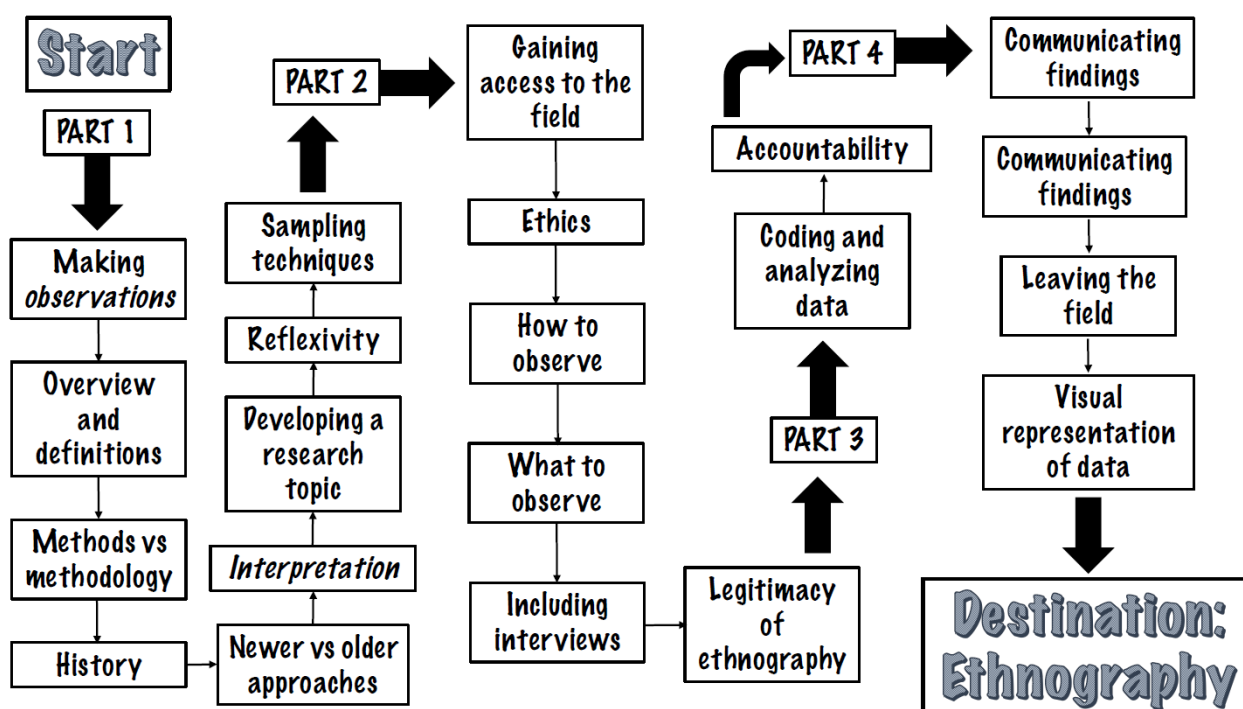 Start
PART 1
Making
observations
Overview
and
definitions
Methods vs
methodology
History
Newer vs older
approaches
Interpretation
Developing a
research
topic
Reflexivity
Sampling
techniques
PART 2
Gaining
access to the
field
Ethics
How to
observe
What to
observe
Including
interviews
Legitimacy
of
ethnography
PART 3
Coding and
analyzing
data
Accountability
PART 4
Communicating
findings
Communicating
findings
Leaving the
field
Visual
representation
of data
Destination:
Ethnography